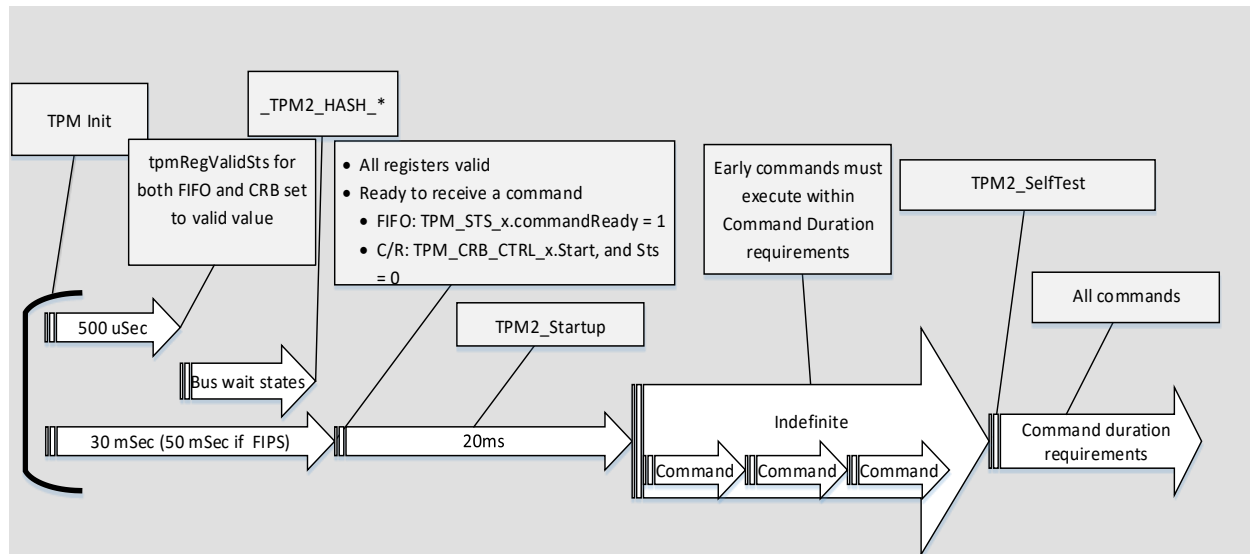 TPM Init
_TPM2_HASH_*
tpmRegValidSts for
both FIFO and CRB set
to valid value
• All registers valid
• Ready to receive a command
• FIFO: TPM_STS_x.commandReady = 1
• C/R: TPM_CRB_CTRL_x.Start, and Sts
= 0
Early commands must
execute within
Command Duration
requirements
TPM2_SelfTest
All commands
TPM2_Startup
500 uSec
Bus wait states
30 mSec (50 mSec if FIPS)
20ms
Indefinite
Command
Command
Command
Command duration
requirements